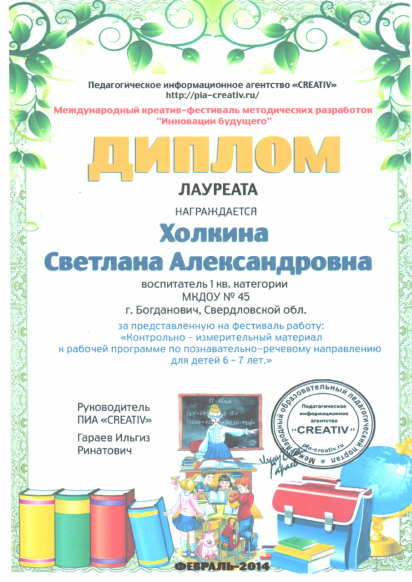 Педагогическое информационное агентство «CREATIV»
http://pia-creativ.ru/
Международный креатив-фестиваль методических разработок
"Инновации будущего"
ДИПЛОМ
ЛАУРЕАТА
НАГРАЖДАЕТСЯ
Холкина
Светлана Александровна
воспитатель 1 кв. категории
МКДОУ № 45
г. Богданович, Свердловской обл.
за представленную на фестиваль работу:
«Контрольно - измерительный материал
к рабочей программе по познавательно-речевому направлению
для детей 6 - 7 лет.»
Руководитель
ПИА «CREATIV»
Гараев Ильгиз
Ринатович
Международный образовательный педагогический портал
Педагогическое
информационное
агентство
"CREATIV"
pia-creativ.ru
ФЕВРАЛЬ-2014